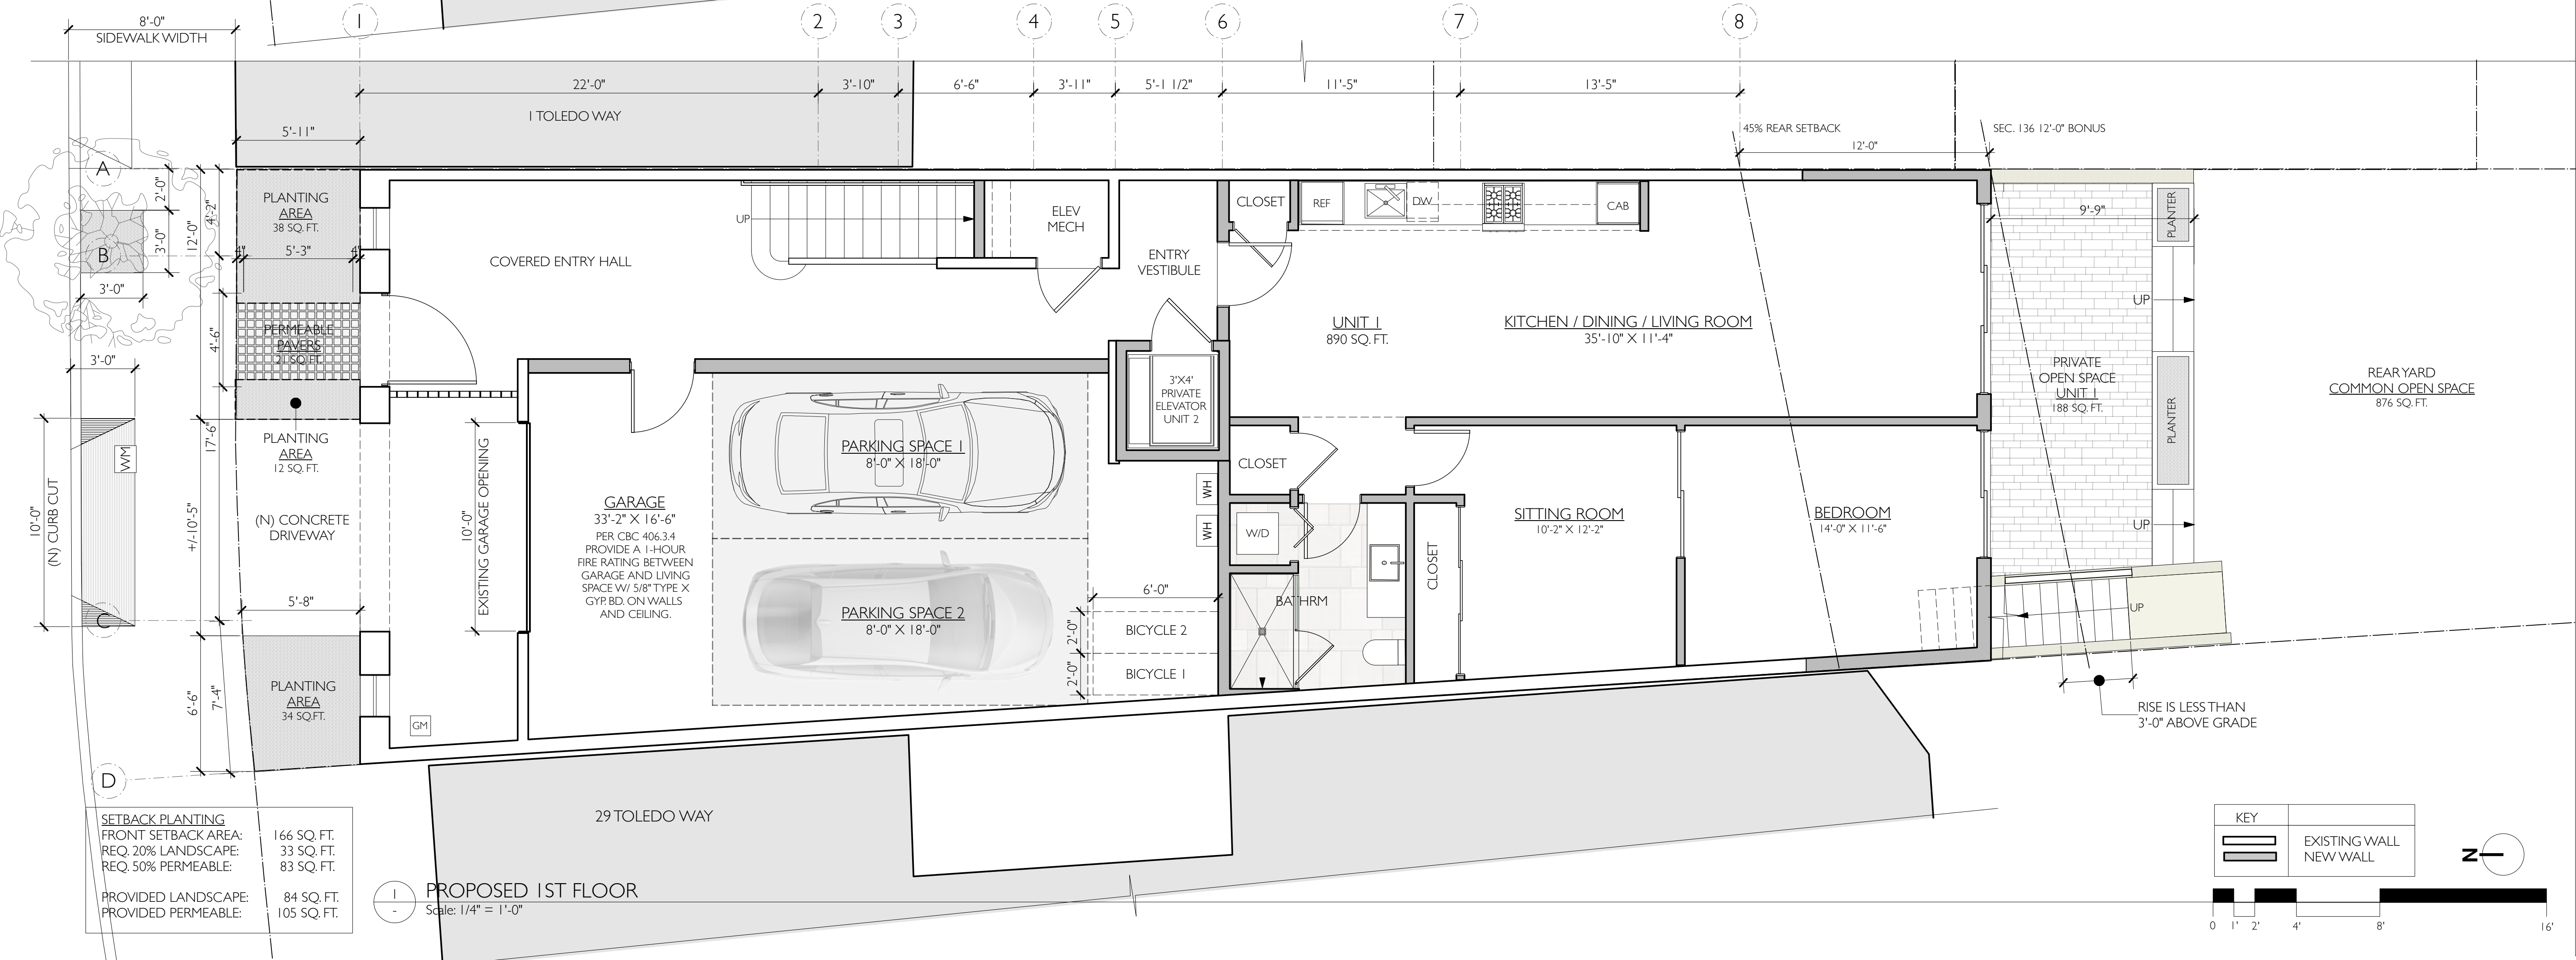 8'-0"
SIDEWALK WIDTH
1
2
3
4
5
6
7
8
22'-0"
3'-10"
6'-6"
3'-11"
5'-1 1/2"
11'-5"
13'-5"
1 TOLEDO WAY
5'-11"
45% REAR SETBACK
SEC. 136 12'-0" BONUS
12'-0"
A
B
C
D
2'-0"
3'-0"
3'-0"
12'-0"
4'-2"
4'-6"
4"
5'-3"
4"
PLANTING
AREA
38 SQ. FT.
PERMEABLE
PAVERS
21 SQ. FT.
3'-0"
17'-6"
PLANTING
AREA
12 SQ. FT.
WM
10'-0"
(N) CURB CUT
+/-10'-5"
(N) CONCRETE
DRIVEWAY
5'-8"
6'-6"
7'-4"
PLANTING
AREA
34 SQ.FT.
GM
10'-0"
EXISTING GARAGE OPENING
COVERED ENTRY HALL
UP
ELEV
MECH
ENTRY
VESTIBULE
3'X4'
PRIVATE
ELEVATOR
UNIT 2
GARAGE
33'-2" X 16'-6"
PER CBC 406.3.4
PROVIDE A 1-HOUR
FIRE RATING BETWEEN
GARAGE AND LIVING
SPACE W/ 5/8" TYPE X
GYP. BD. ON WALLS
AND CEILING.
PARKING SPACE 1
8'-0" X 18'-0"
PARKING SPACE 2
8'-0" X 18'-0"
6'-0"
2'-0"
BICYCLE 2
2'-0"
BICYCLE 1
WH
WH
CLOSET
REF
DW
CAB
UNIT 1
890 SQ. FT.
KITCHEN / DINING / LIVING ROOM
35'-10" X 11'-4"
CLOSET
W/D
BATHRM
CLOSET
SITTING ROOM
10'-2" X 12'-2"
BEDROOM
14'-0" X 11'-6"
9'-9"
PLANTER
UP
PRIVATE
OPEN SPACE
UNIT 1
188 SQ. FT.
PLANTER
UP
UP
REAR YARD
COMMON OPEN SPACE
876 SQ. FT.
RISE IS LESS THAN
3'-0" ABOVE GRADE
29 TOLEDO WAY
SETBACK PLANTING
FRONT SETBACK AREA: 166 SQ. FT.
REQ. 20% LANDSCAPE: 33 SQ. FT.
REQ. 50% PERMEABLE: 83 SQ. FT.
PROVIDED LANDSCAPE: 84 SQ. FT.
PROVIDED PERMEABLE: 105 SQ. FT.
1
-
PROPOSED 1ST FLOOR
Scale: 1/4" = 1'-0"
KEY
EXISTING WALL
NEW WALL
N
0 1' 2' 4' 8' 16'